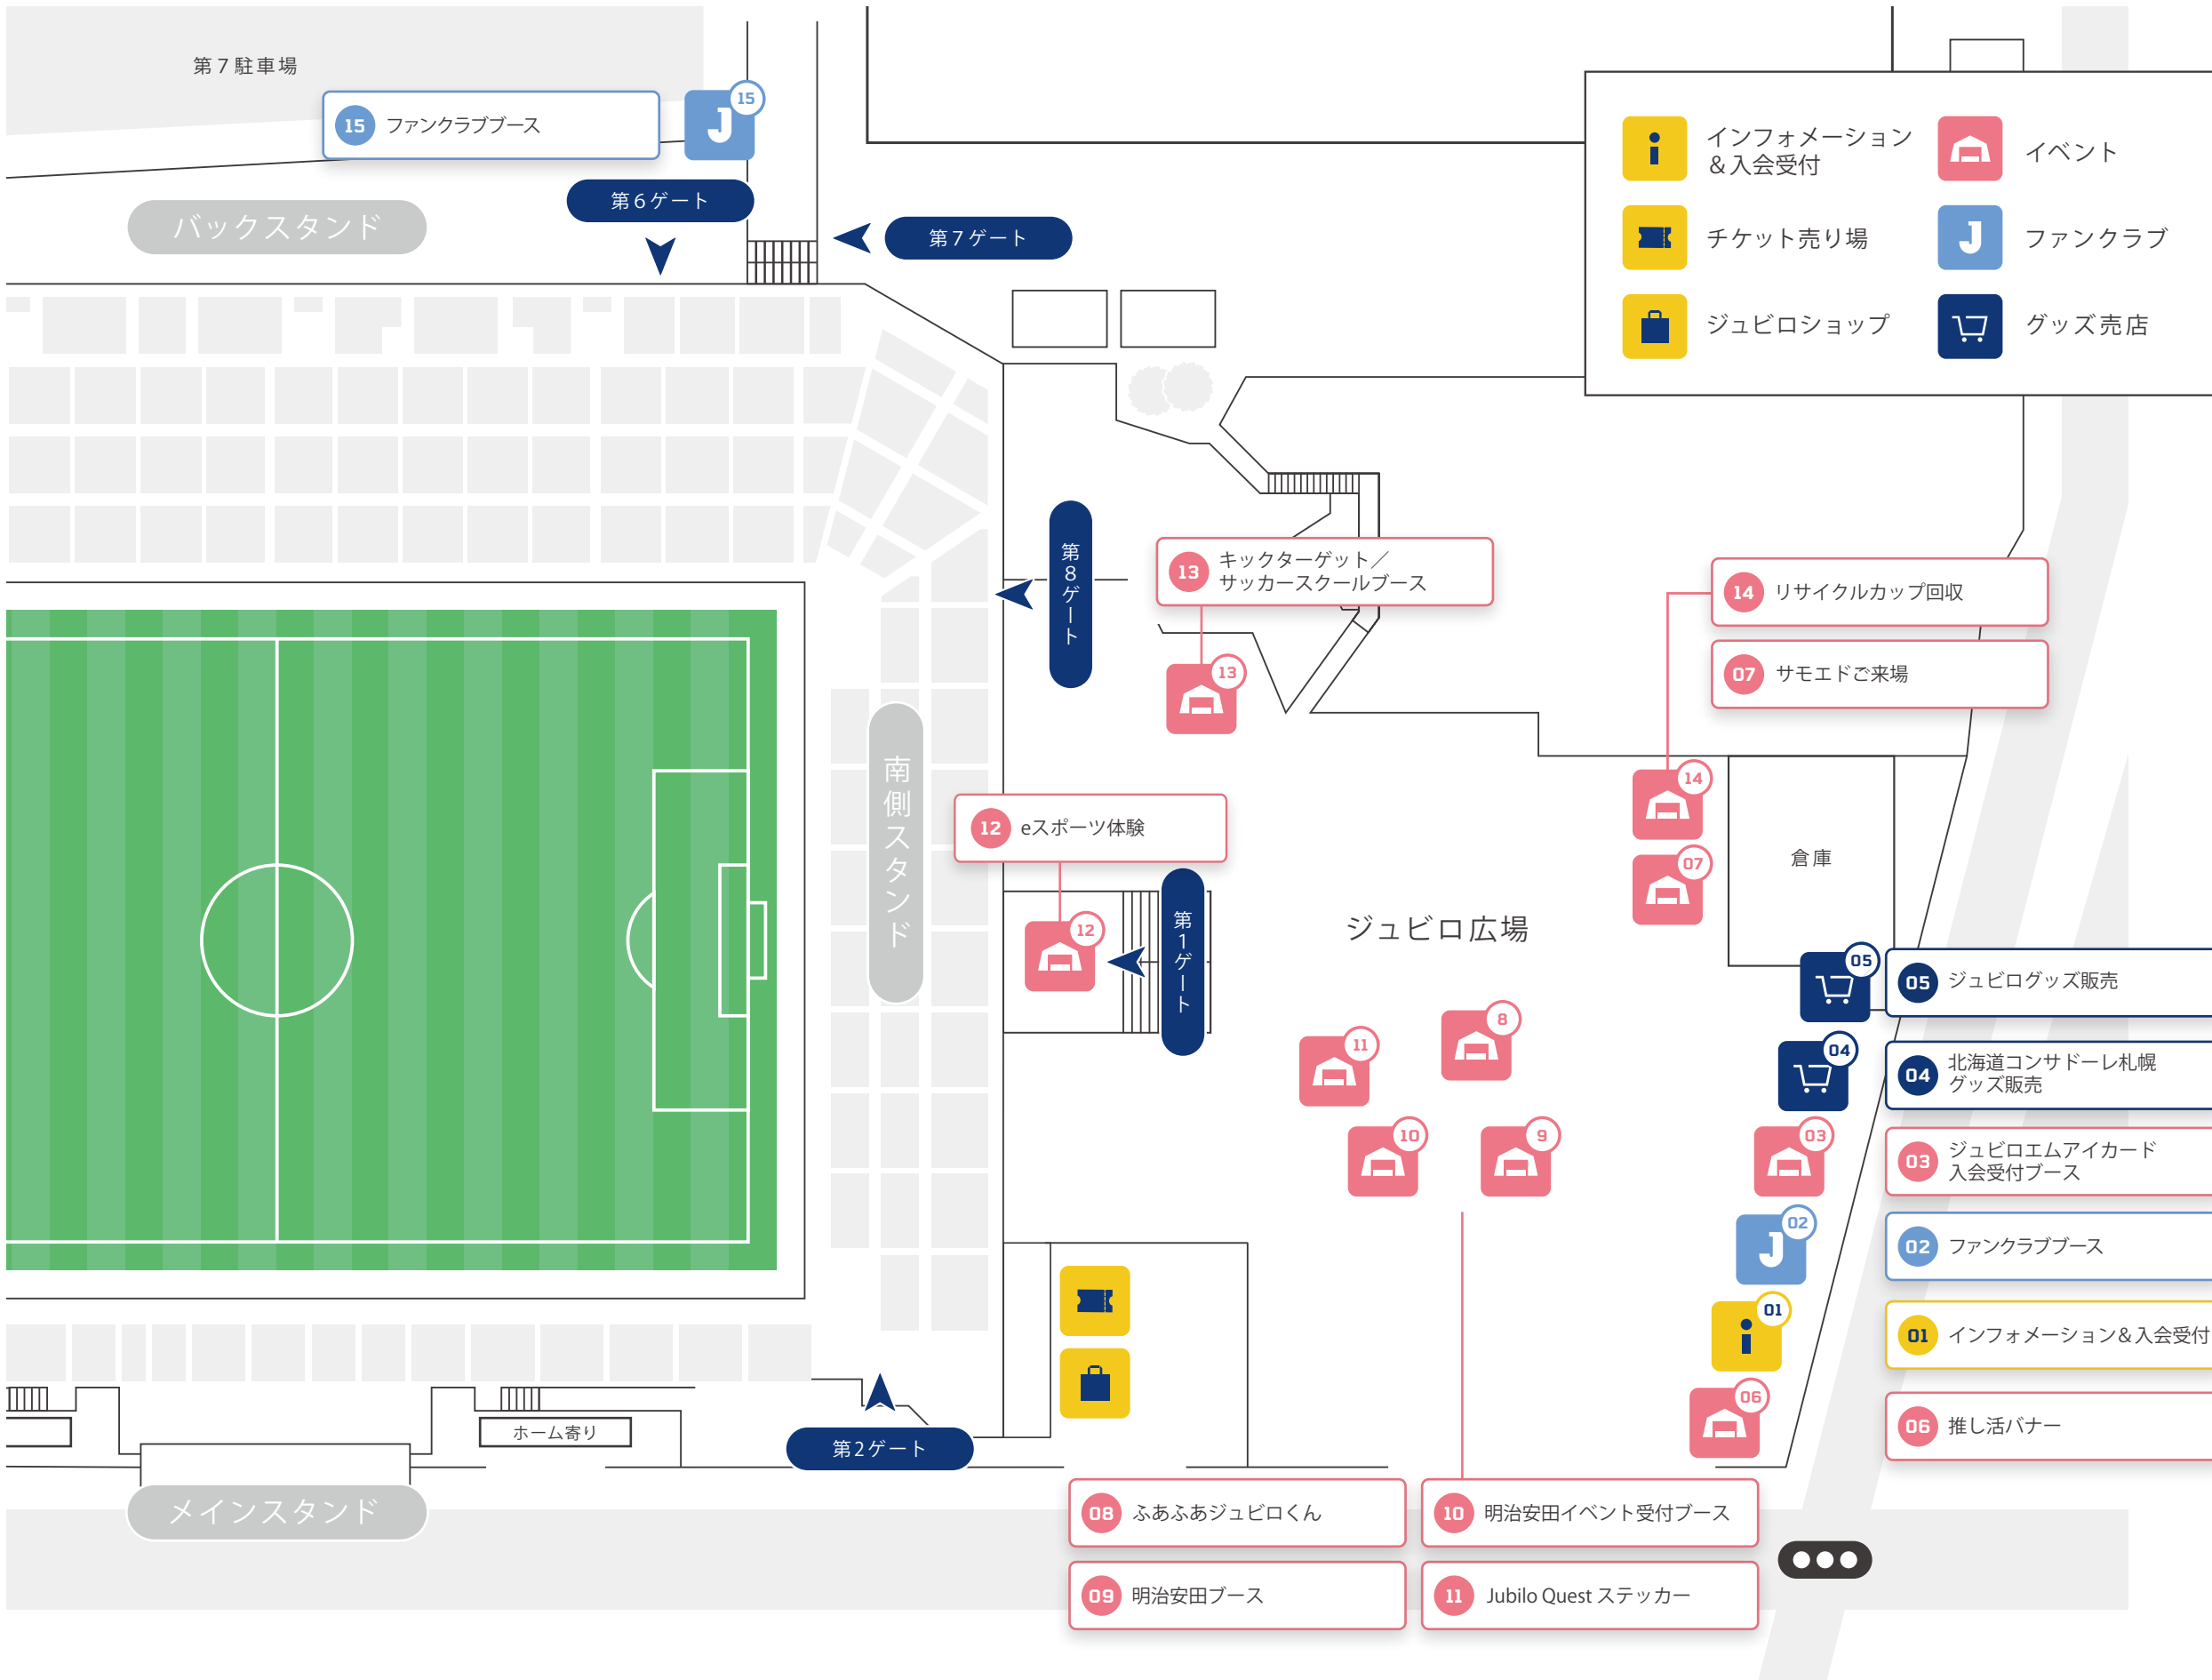 第7駐車場
15
15 ファンクラブブース
第6ゲート
第7ゲート
バックスタンド
インフォメーション
&入会受付
イベント
チケット売り場
ファンクラブ
ジュビロショップ
グッズ売店
第8ゲート
13 キックターゲット／
サッカースクールブース
13
14 リサイクルカップ回収
07 サモエドご来場
14
07
倉庫
南側スタンド
12 eスポーツ体験
12
第1ゲート
ジュビロ広場
05
05 ジュビログッズ販売
04
04 北海道コンサドーレ札幌
グッズ販売
8
11
10
9
03
03 ジュビロエムアイカード
入会受付ブース
02
02 ファンクラブブース
01
01 インフォメーション&入会受付
06
06 推し活バナー
ホーム寄り
第2ゲート
メインスタンド
08 ふあふあジュビロくん
10 明治安田イベント受付ブース
09 明治安田ブース
11 Jubilo Quest ステッカー